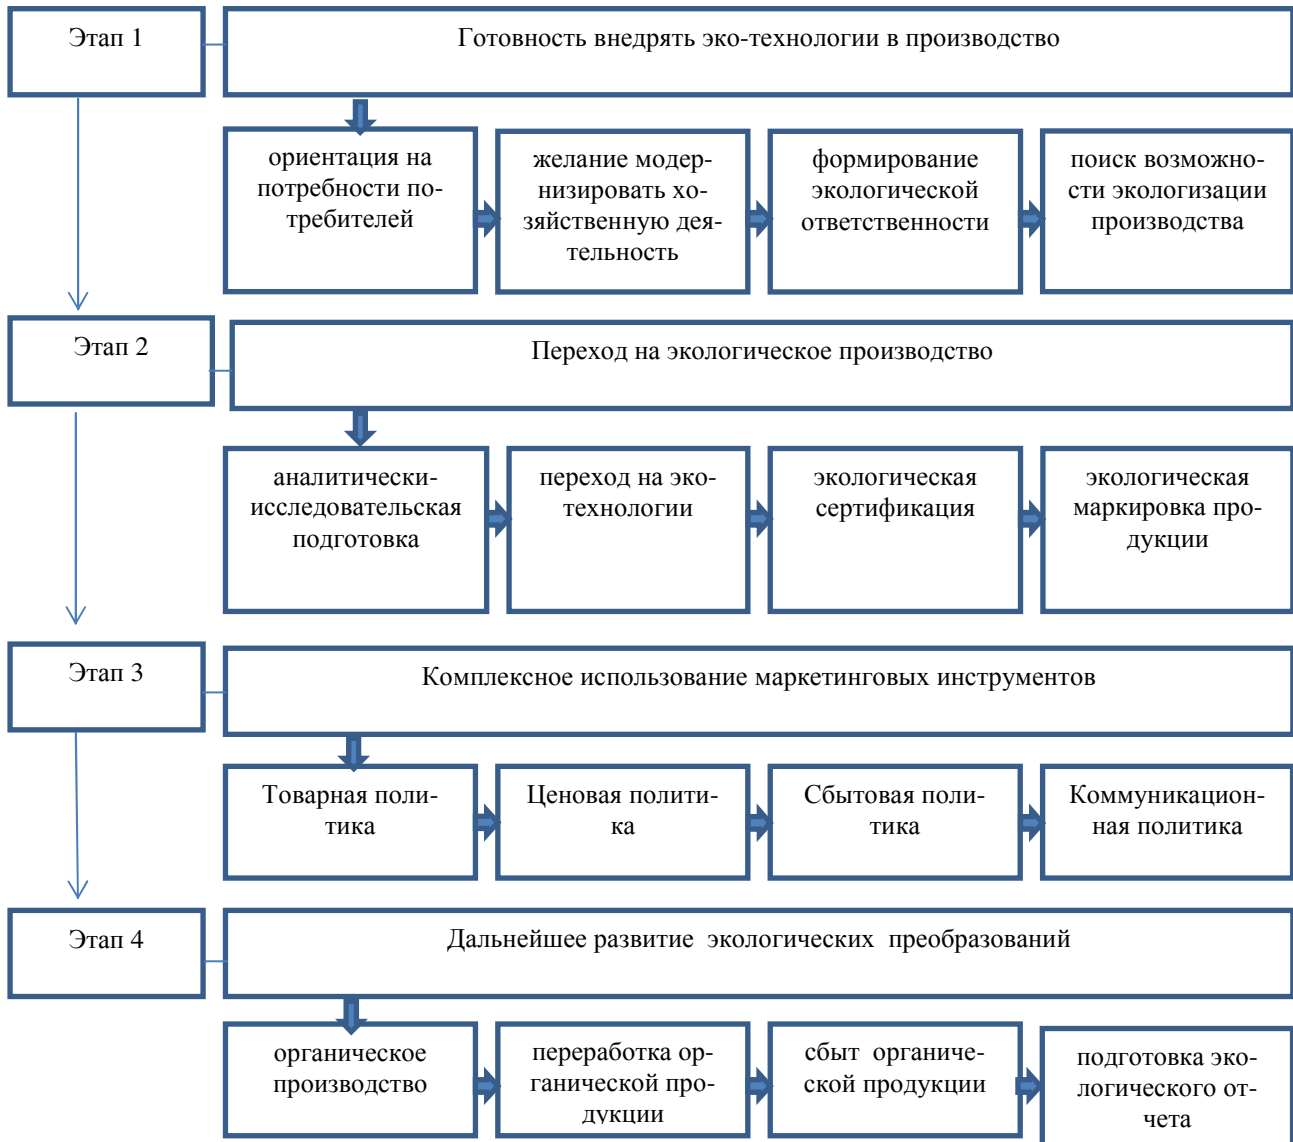 Этап 1
Готовность внедрять эко-технологии в производство
ориентация на
потребности по-
требителей
желание модер-
низировать хо-
зяйственную дея-
тельность
формирование
экологической
ответственности
поиск возможно-
сти экологизации
производства
Этап 2
Переход на экологическое производство
аналитически-
исследовательская
подготовка
переход на эко-
технологии
экологическая
сертификация
экологическая
маркировка про-
дукции
Этап 3
Комплексное использование маркетинговых инструментов
Товарная поли-
тика
Ценовая полити-
ка
Сбытовая поли-
тика
Коммуникацион-
ная политика
Этап 4
Дальнейшее развитие экологических преобразований
органическое
производство
переработка ор-
ганической про-
дукции
сбыт органиче-
ской продукции
подготовка эко-
логического от-
чета